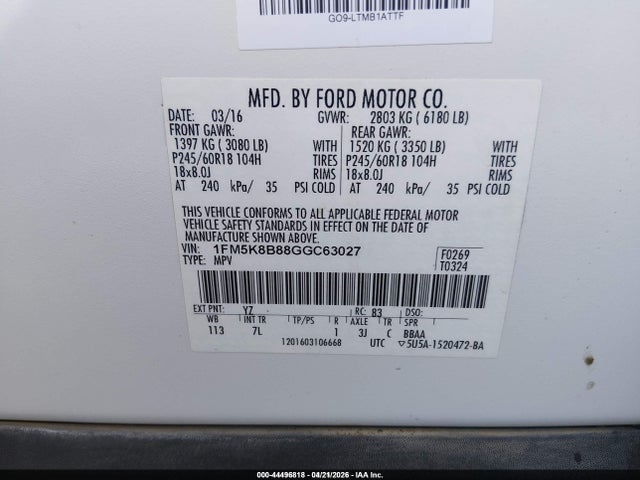 GO9-LTMB1ATTF
MFD. BY FORD MOTOR CO.
DATE: 03/16 GVWR: 2803 KG ( 6180 LB)
FRONT GAWR: REAR GAWR:
1397 KG ( 3080 LB) WITH 1520 KG ( 3350 LB) WITH
P245/60R18 104H TIRES P245/60R18 104H TIRES
18x8.0J RIMS 18x8.0J RIMS
AT 240 kPa/ 35 PSI COLD AT 240 kPa/ 35 PSI COLD
THIS VEHICLE CONFORMS TO ALL APPLICABLE FEDERAL MOTOR
VEHICLE SAFETY STANDARDS IN EFFECT ON THE DATE OF
MANUFACTURE SHOWN ABOVE.
VIN: 1FM5K8B88GGC63027 F0269
TYPE: MPV T0324
EXT PNT: Y7 RC: 83 DSO:
WB INT TR TP/PS R AXLE TR SPR
113 7L 1 3J C BBAA
1201603106668 UTC ▽5U5A-1520472-BA
000-44496818 - 04/21/2026 - IAA Inc.